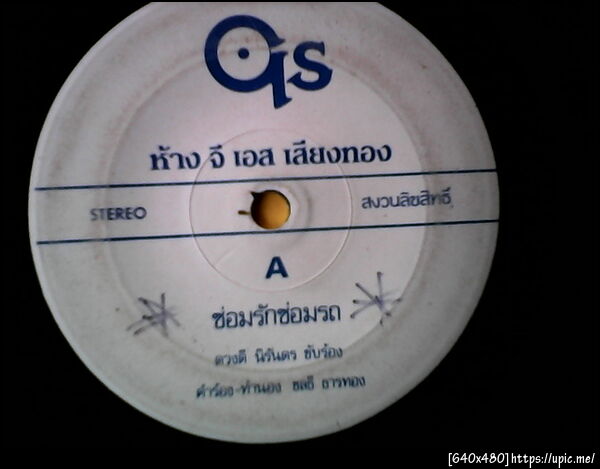 GS
ห้าง จี เอส เสียงทอง
STEREO
สงวนลิขสิทธิ์
A
ซ่อมรักซ่อมรถ
ดวงดี นิรันดร ขับร้อง
คำร้อง-ทำนอง ชลธี ธารทอง
[640x480]https://upic.me/